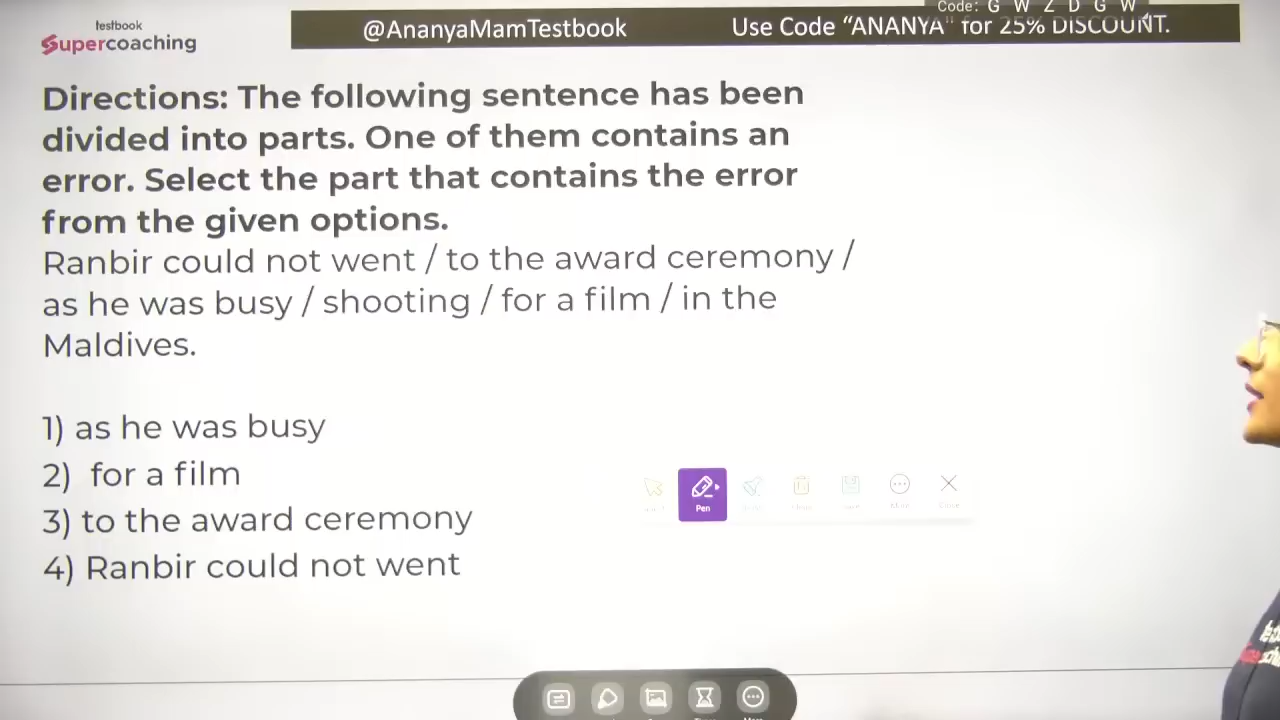 testbook
Supercoaching
@AnanyaMamTestbook
Code: G W Z D G W
Use Code “ANANYA” for 25% DISCOUNT.
Directions: The following sentence has been
divided into parts. One of them contains an
error. Select the part that contains the error
from the given options.
Ranbir could not went / to the award ceremony /
as he was busy / shooting / for a film / in the
Maldives.
1) as he was busy
2) for a film
3) to the award ceremony
4) Ranbir could not went
Pen